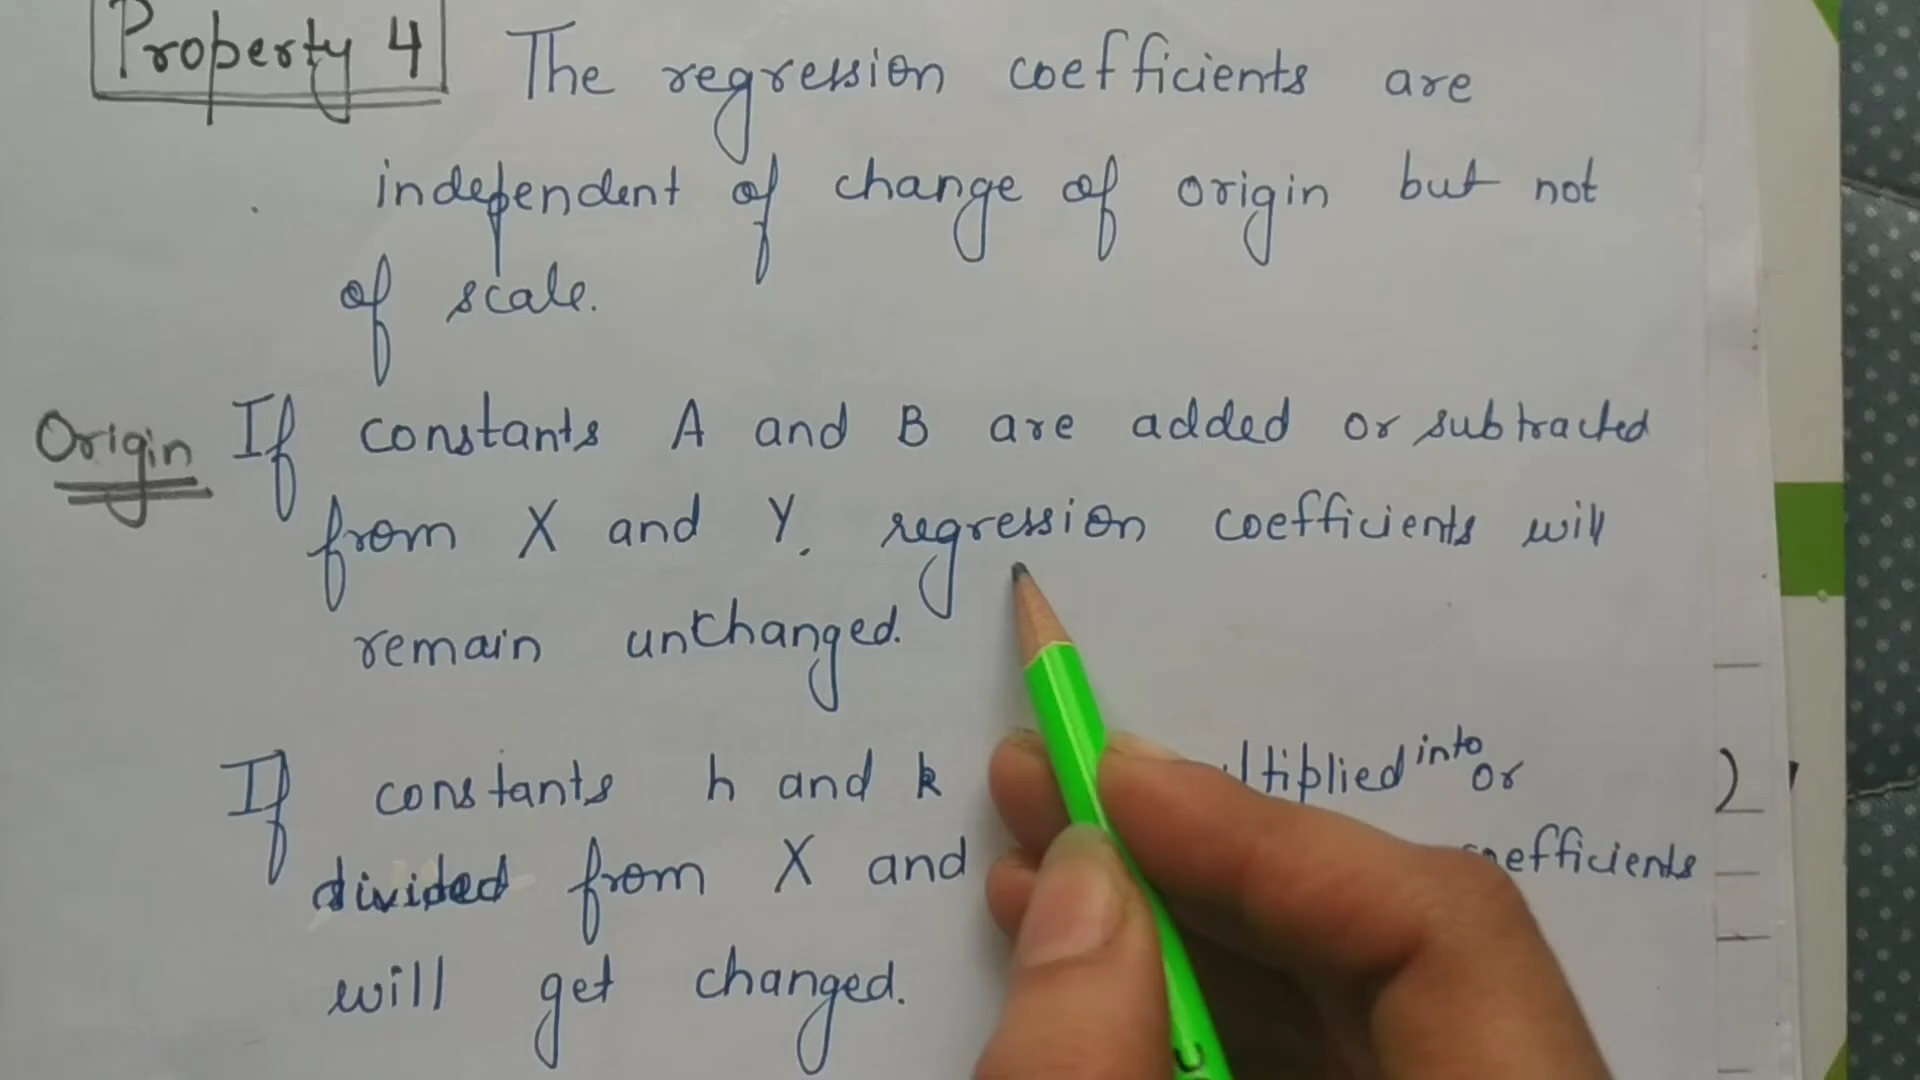 Property 4 The regression coefficients are
independent of change of origin but not
of scale.
Origin If constants A and B are added or subtracted
from X and Y. regression coefficients will
remain unchanged.
If constants h and k into or
divided from X and
will get changed.
2